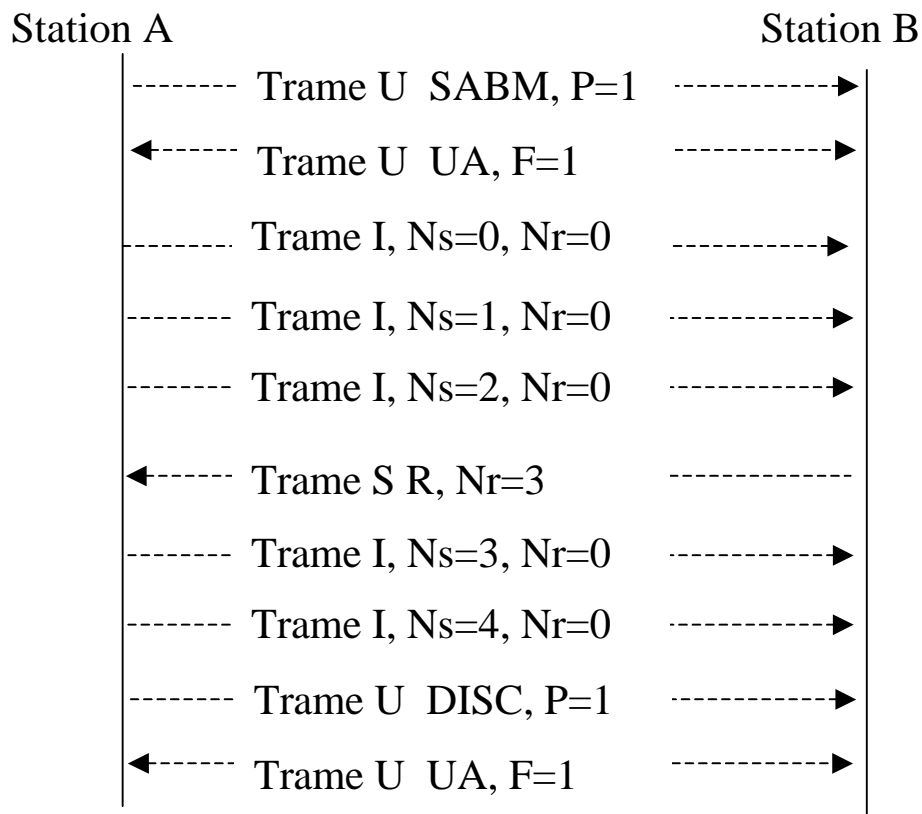 Station A Station B
Trame U SABM, P=1
Trame U UA, F=1
Trame I, Ns=0, Nr=0
Trame I, Ns=1, Nr=0
Trame I, Ns=2, Nr=0
Trame S R, Nr=3
Trame I, Ns=3, Nr=0
Trame I, Ns=4, Nr=0
Trame U DISC, P=1
Trame U UA, F=1